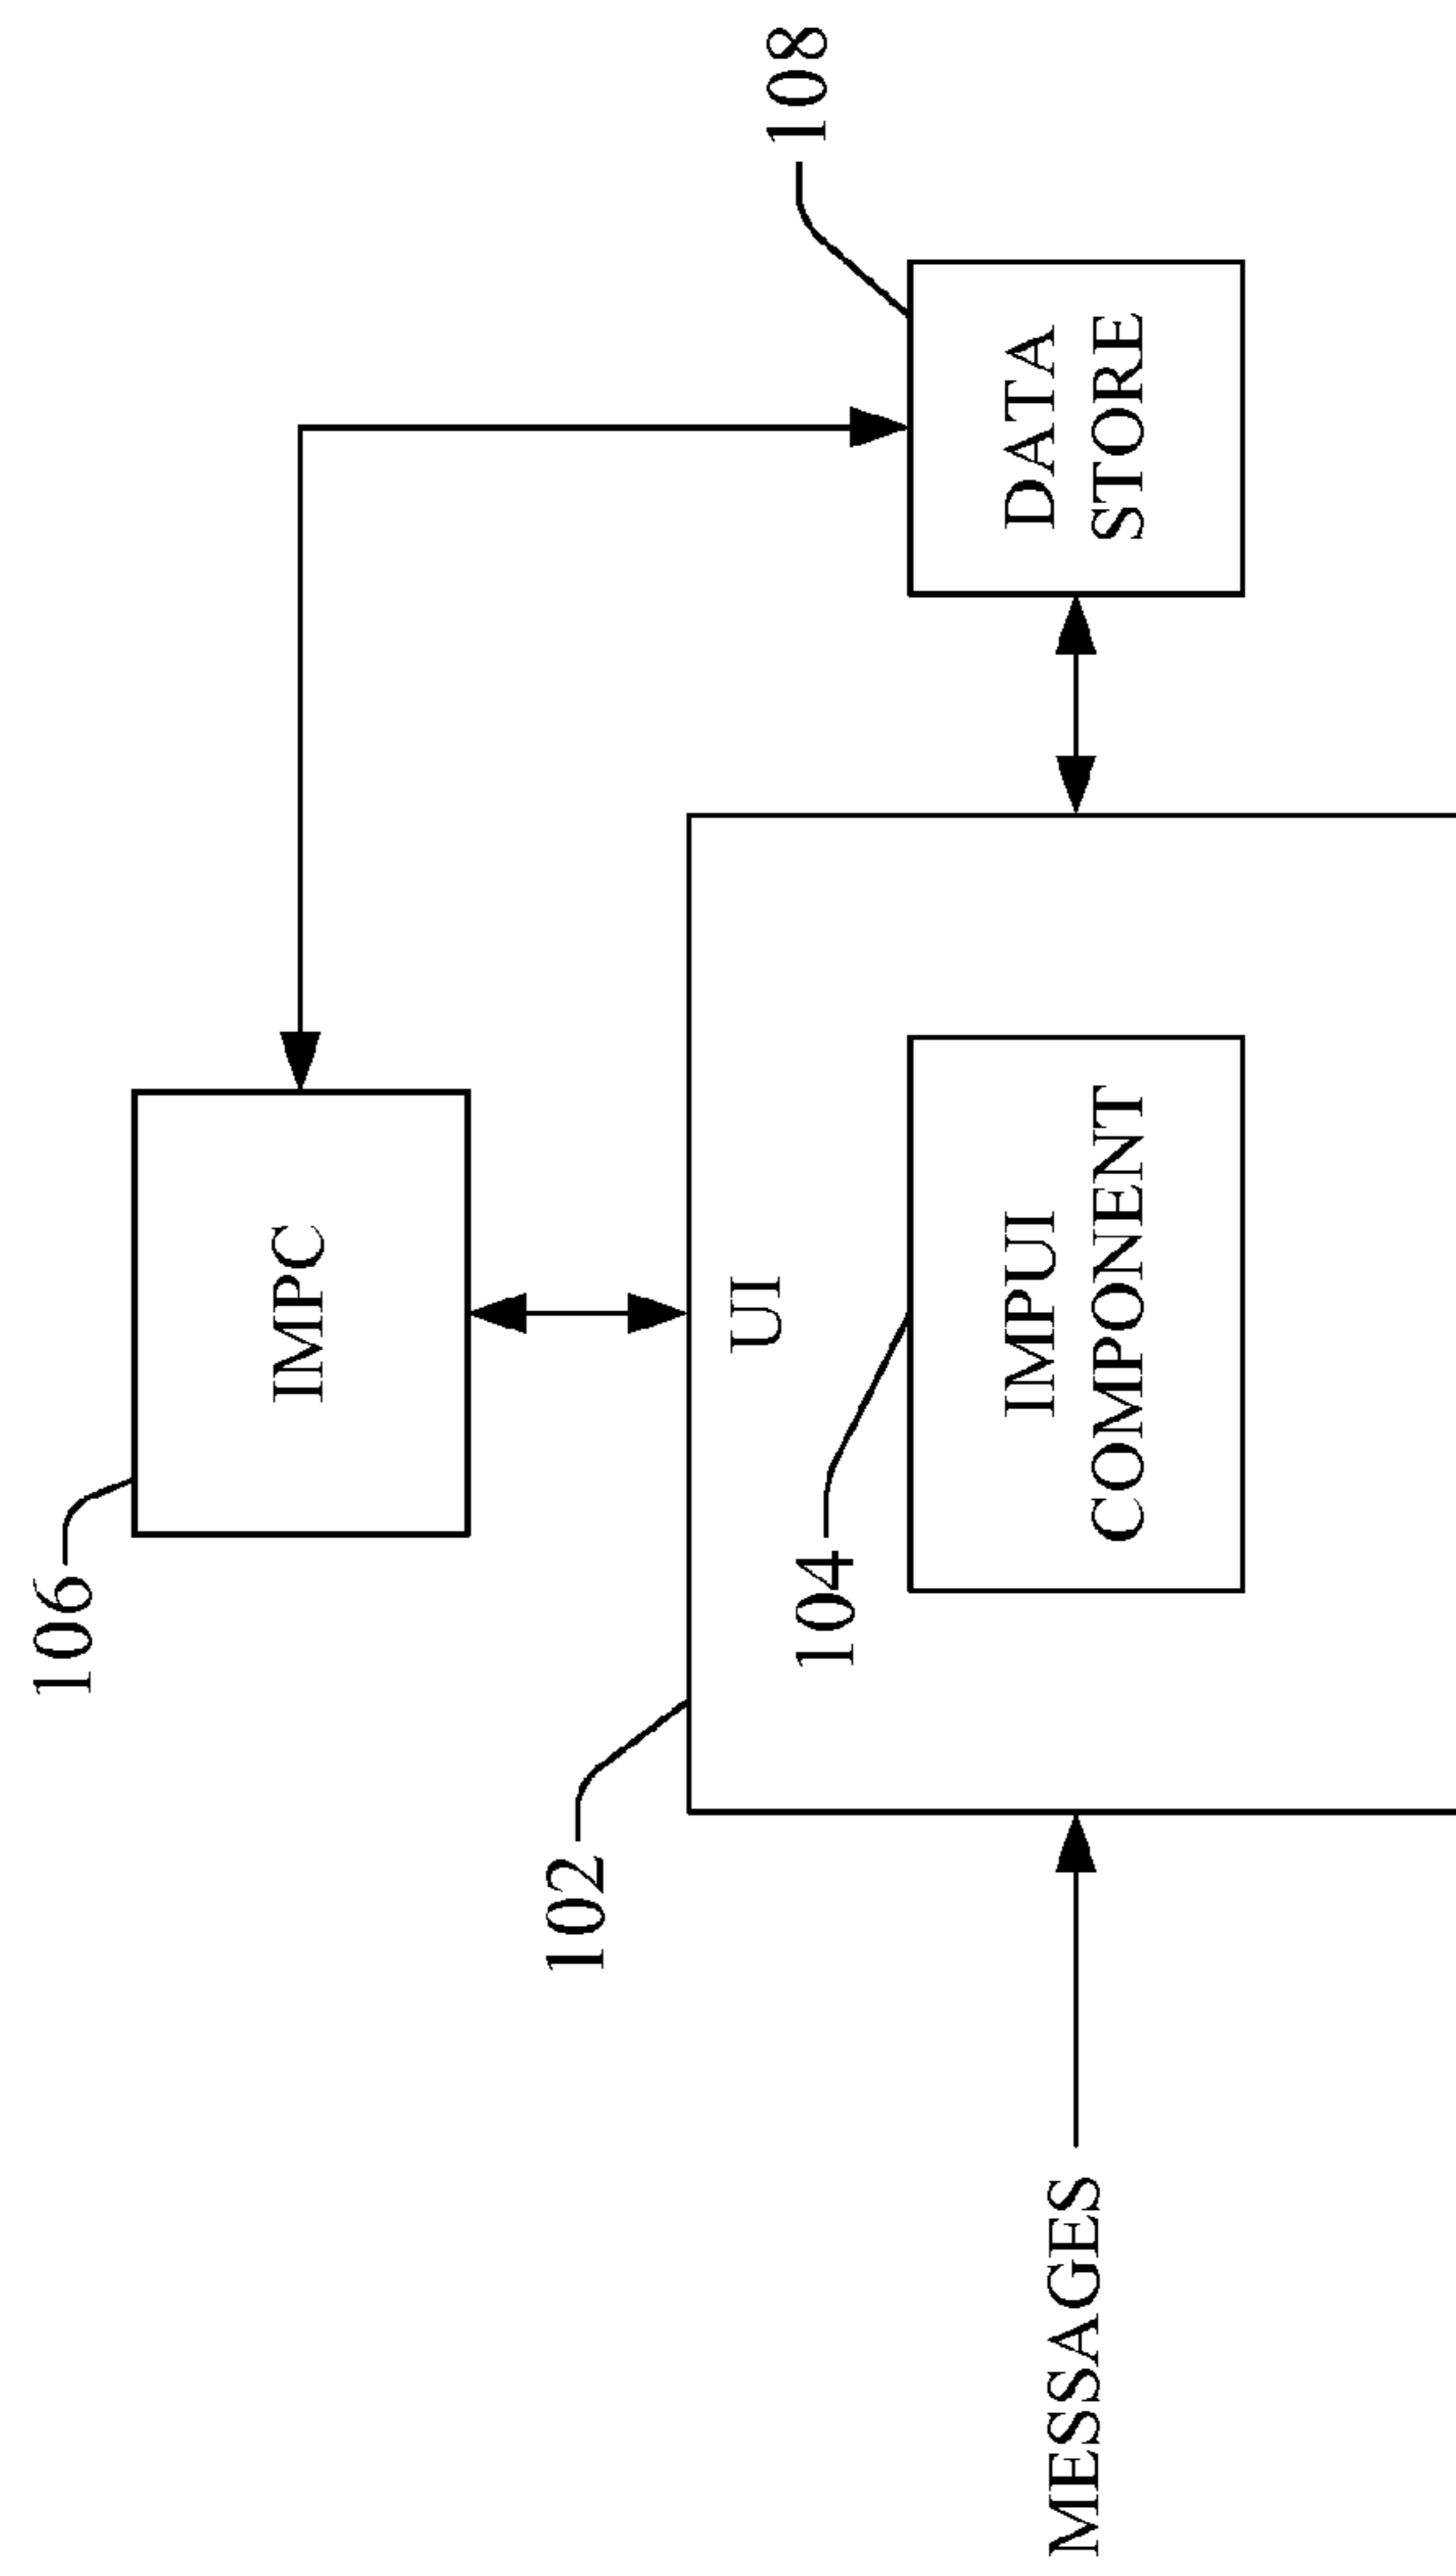 106
IMPC
102
UI
108
104
IMPUI
COMPONENT
DATA
STORE
MESSAGES